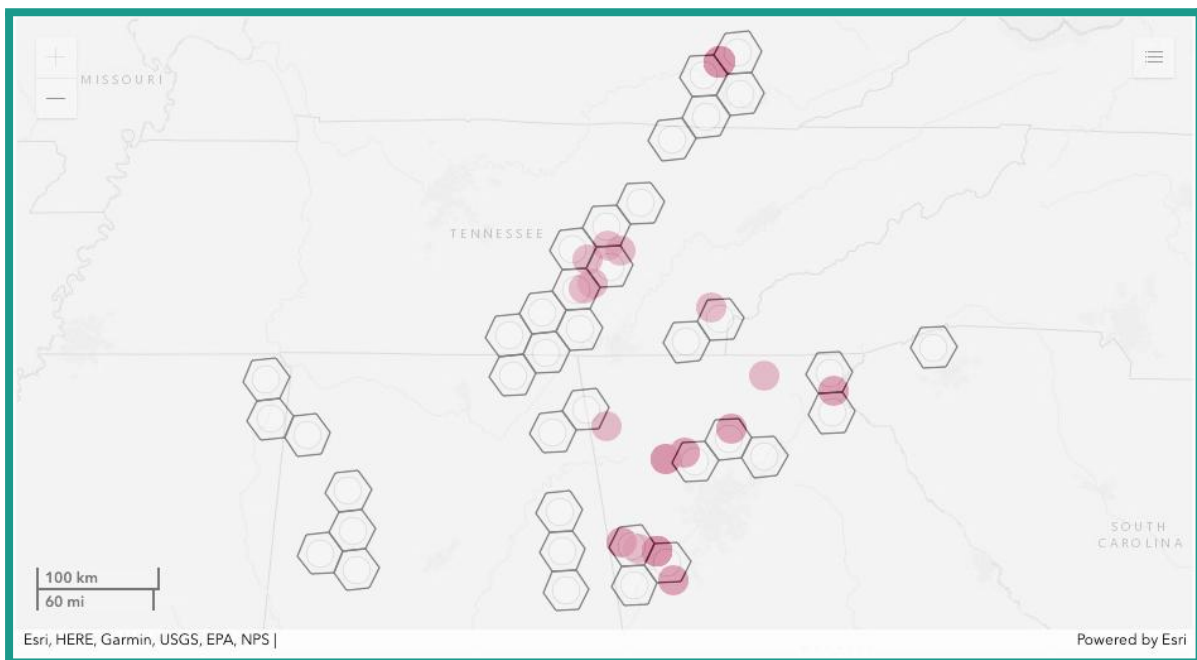 MISSOURI
TENNESSEE
SOUTH
CAROLINA
100 km
60 mi
Esri, HERE, Garmin, USGS, EPA, NPS |
Powered by Esri